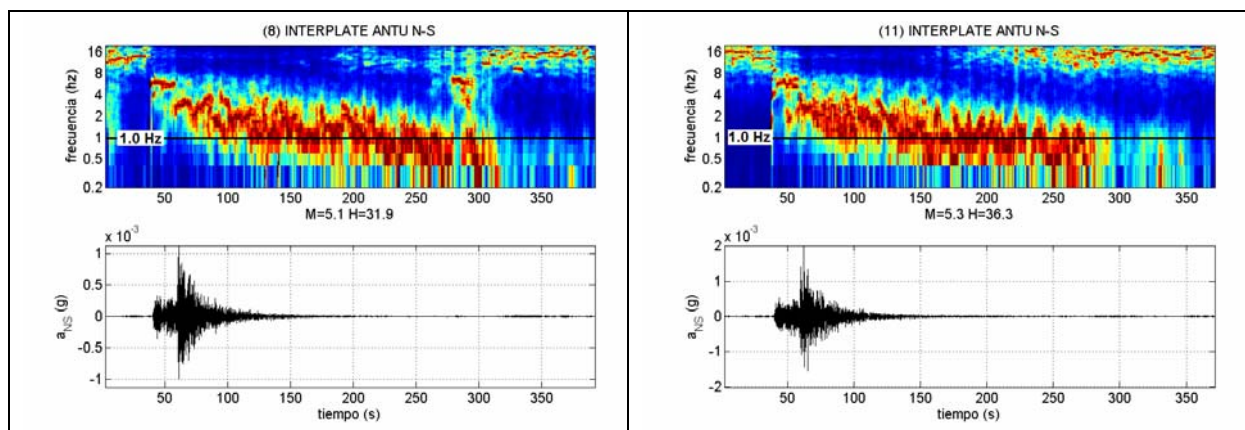 (8) INTERPLATE ANTU N-S
frecuencia (hz)
16
8
4
2
1
0.5
0.2
1.0 Hz
50 100 150 200 250 300 350
M=5.1 H=31.9
x 10-3
a NS (g)
1
0.5
0
-0.5
-1
50 100 150 200 250 300 350
tiempo (s)
(11) INTERPLATE ANTU N-S
frecuencia (hz)
16
8
4
2
1
0.5
0.2
1.0 Hz
50 100 150 200 250 300 350
M=5.3 H=36.3
x 10-3
a NS (g)
2
1
0
-1
-2
50 100 150 200 250 300 350
tiempo (s)